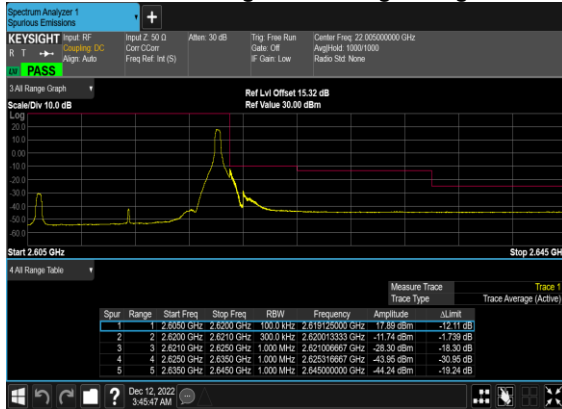 Spectrum Analyzer 1
Spurious Emissions
+
KEYSIGHT Input: RF Input Z: 50 Ω Atten: 30 dB Trig: Free Run Center Freq: 22.005000000 GHz
R T Coupling: DC Corr CCorr Gate: Off Avg|Hold: 1000/1000
Align: Auto Freq Ref: Int (S) IF Gain: Low Radio Std: None
PASS
3 All Range Graph
Ref Lvl Offset 15.32 dB
Scale/Div 10.0 dB Ref Value 30.00 dBm
Log
20.0
10.0
0.00
-10.0
-20.0
-30.0
-40.0
-50.0
-60.0
Start 2.605 GHz Stop 2.645 GH
4 All Range Table
Measure Trace Trace 1
Trace Type Trace Average (Active)
Spur Range Start Freq Stop Freq RBW Frequency Amplitude ΔLimit
1 1 2.6050 GHz 2.6200 GHz 100.0 kHz 2.619125000 GHz 17.89 dBm -12.11 dB
2 2 2.6200 GHz 2.6210 GHz 300.0 kHz 2.620013333 GHz -11.74 dBm -1.739 dB
3 3 2.6210 GHz 2.6250 GHz 1.000 MHz 2.621006667 GHz -28.30 dBm -18.30 dB
4 4 2.6250 GHz 2.6350 GHz 1.000 MHz 2.625316667 GHz -43.95 dBm -30.95 dB
5 5 2.6350 GHz 2.6450 GHz 1.000 MHz 2.645000000 GHz -44.24 dBm -19.24 dB
? Dec 12, 2022
3:45:47 AM